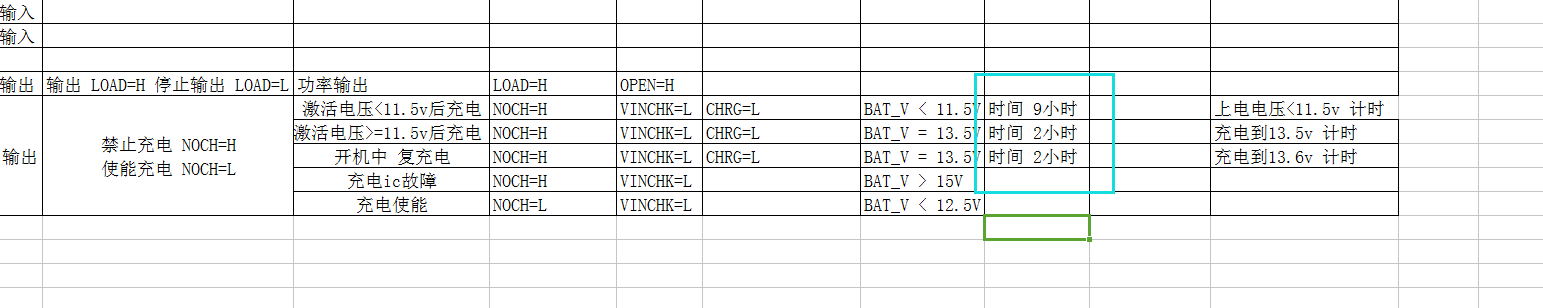 输入
输入
输出 输出 LOAD=H 停止输出 LOAD=L 功率输出 LOAD=H OPEN=H
激活电压<11.5v后充电 NOCH=H VINCHK=L CHRG=L BAT_V < 11.5V 时间 9小时 上电电压<11.5v 计时
激活电压>=11.5v后充电 NOCH=H VINCHK=L CHRG=L BAT_V = 13.5V 时间 2小时 充电到13.5v 计时
输出 禁止充电 NOCH=H
使能充电 NOCH=L
开机中 复充电 NOCH=H VINCHK=L CHRG=L BAT_V = 13.5V 时间 2小时 充电到13.6v 计时
充电ic故障 NOCH=H VINCHK=L BAT_V > 15V
充电使能 NOCH=L VINCHK=L BAT_V < 12.5V